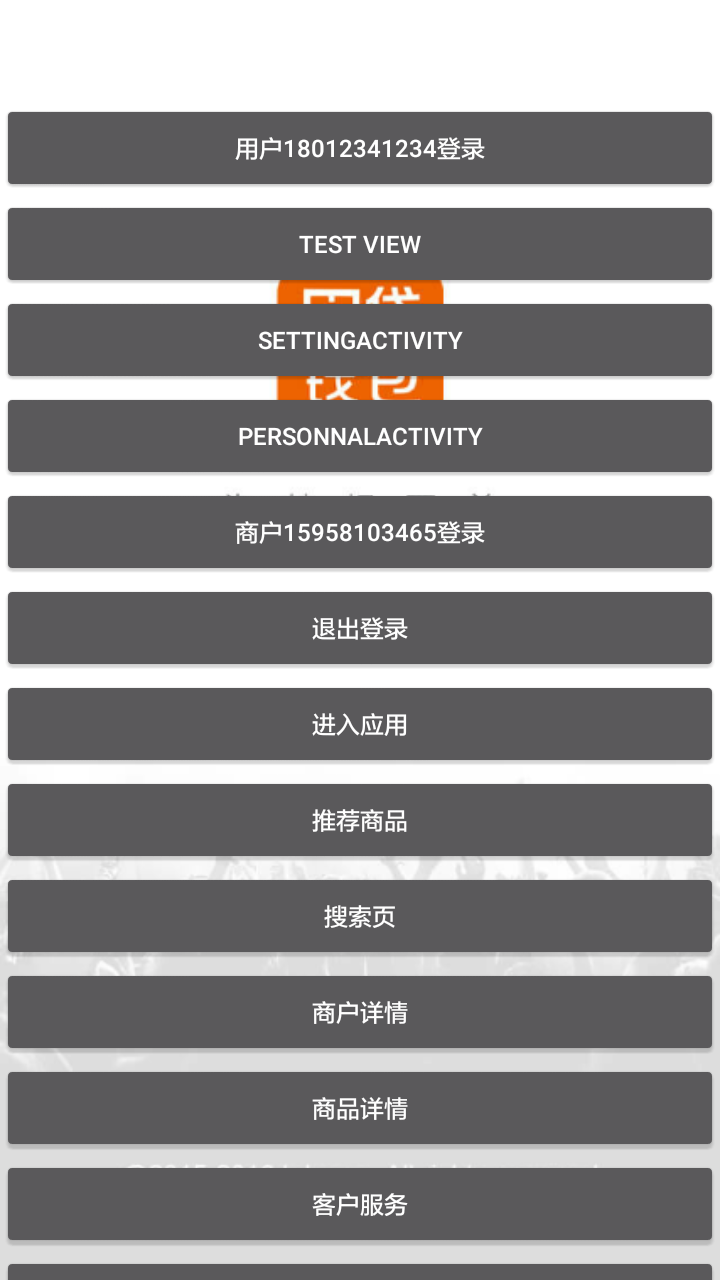 用户18012341234登录
TEST VIEW
SETTINGACTIVITY
PERSONNALACTIVITY
商户15958103465登录
退出登录
进入应用
推荐商品
搜索页
商户详情
商品详情
客户服务